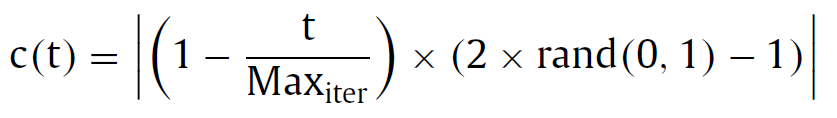 c(t) = |(1 − t/Max_iter) × (2 × rand(0, 1) − 1)|